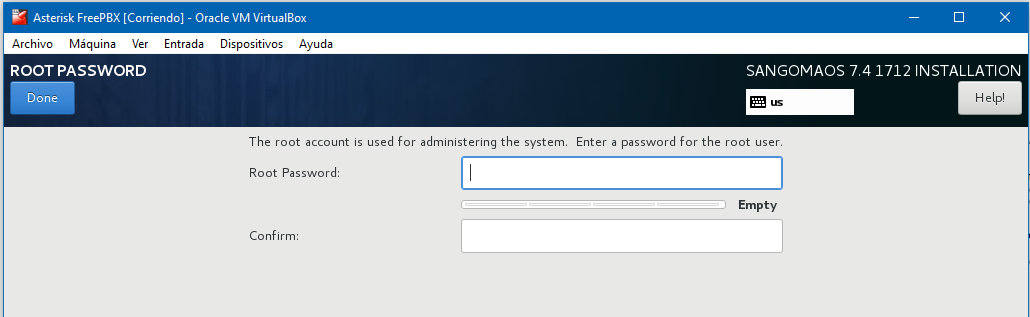 Asterisk FreePBX [Corriendo] - Oracle VM VirtualBox
Archivo Máquina Ver Entrada Dispositivos Ayuda
ROOT PASSWORD
SANGOMAOS 7.4 1712 INSTALLATION
Done
us
Help!
The root account is used for administering the system. Enter a password for the root user.
Root Password:
Empty
Confirm: